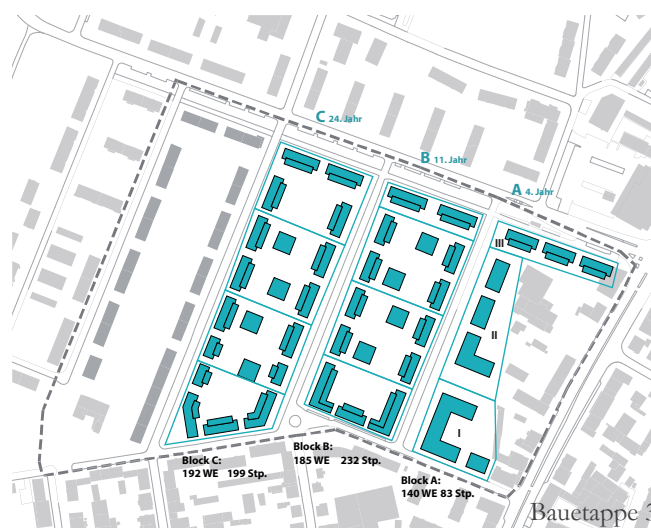 C 24. Jahr
B 11. Jahr
A 4. Jahr
III
II
I
Block C:
192 WE 199 Stp.
Block B:
185 WE 232 Stp.
Block A:
140 WE 83 Stp.
Bauetappe 3